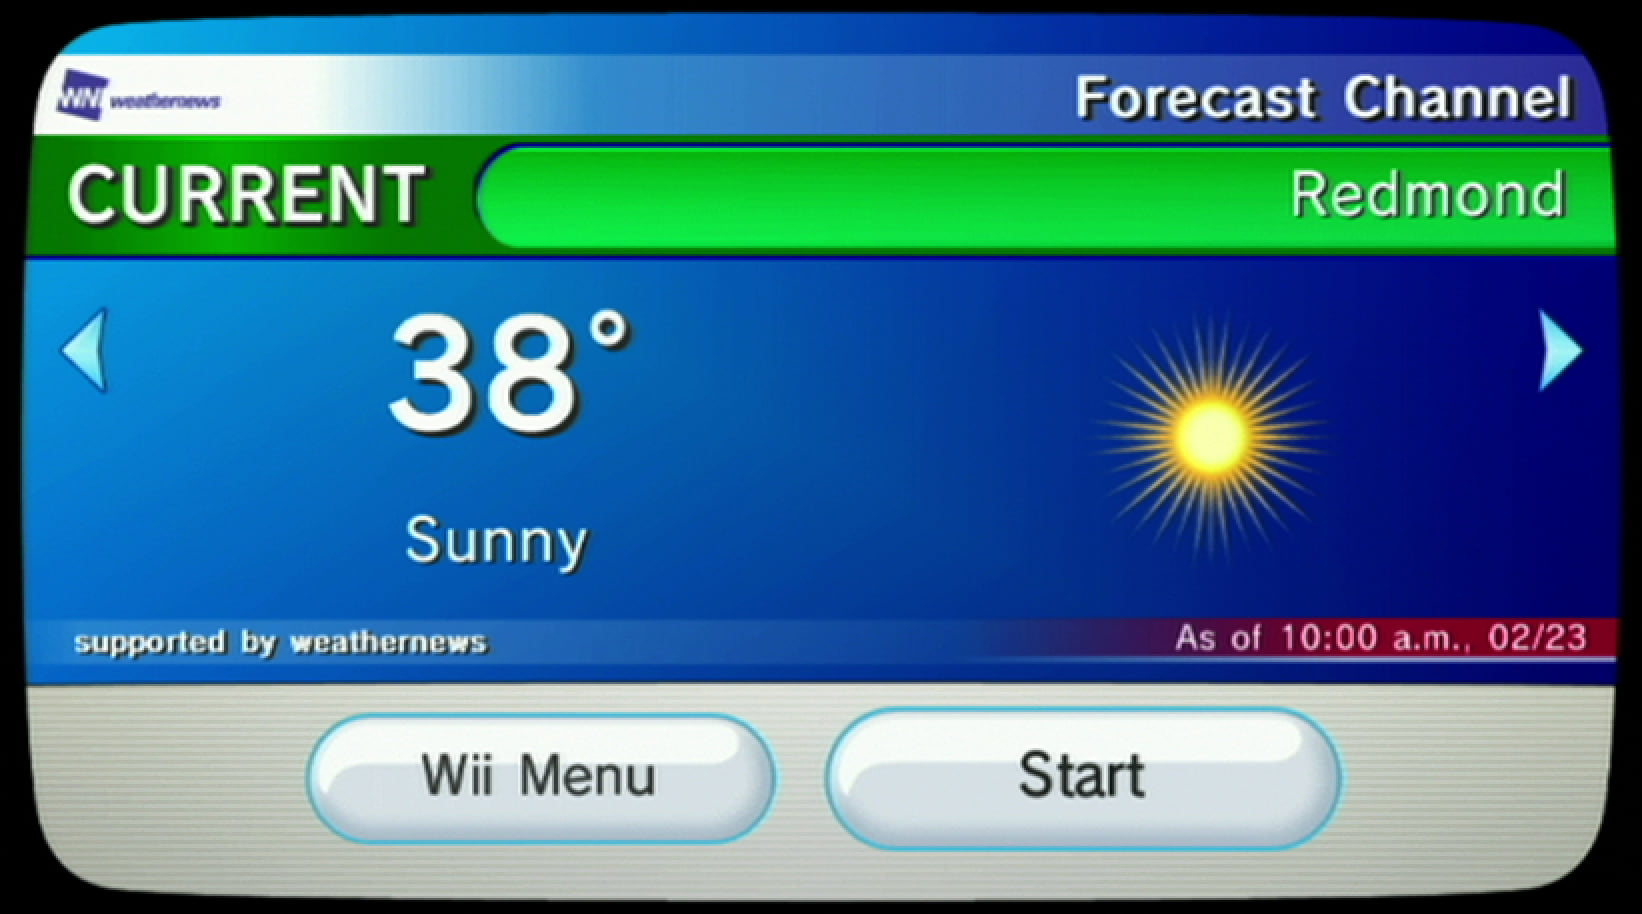 WNI weathernews
Forecast Channel
CURRENT
Redmond
38°
Sunny
supported by weathernews
As of 10:00 a.m., 02/23
Wii Menu
Start